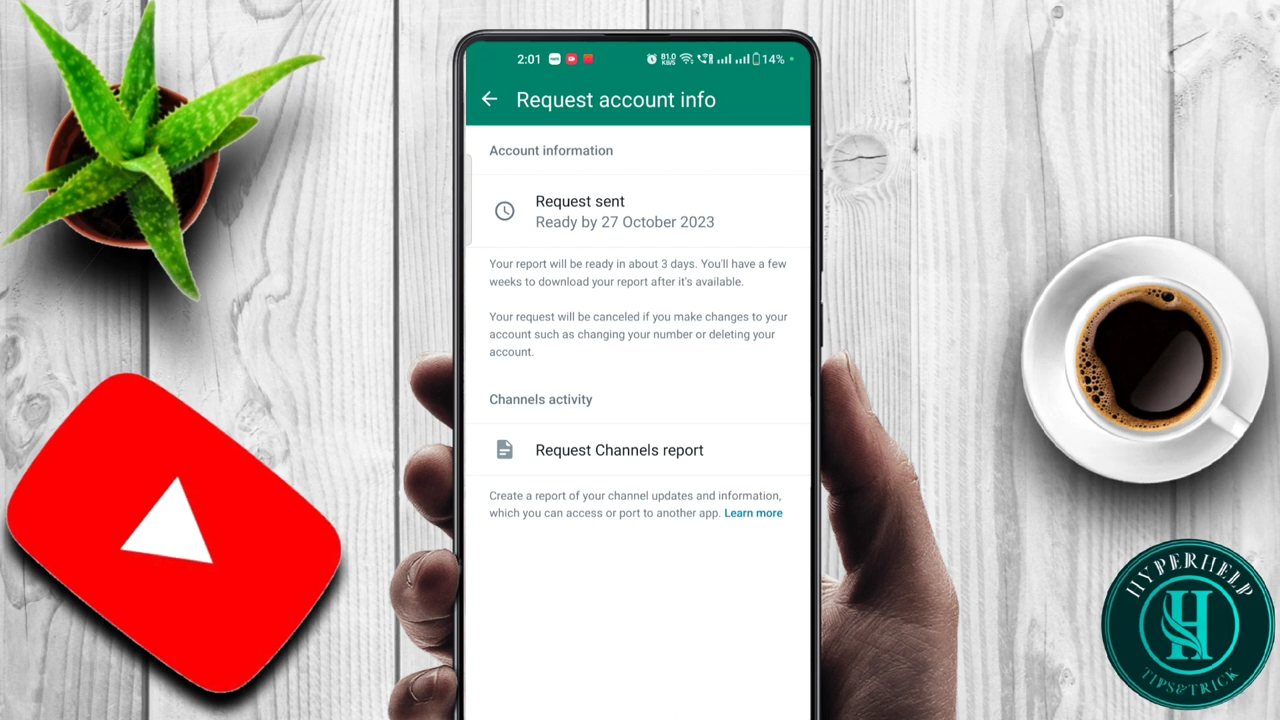 2:01
81.0
KB/S
14%
Request account info
Account information
Request sent
Ready by 27 October 2023
Your report will be ready in about 3 days. You'll have a few
weeks to download your report after it's available.
Your request will be canceled if you make changes to your
account such as changing your number or deleting your
account.
Channels activity
Request Channels report
Create a report of your channel updates and information,
which you can access or port to another app. Learn more
HYPERHELP
H
TIPS&TRICK